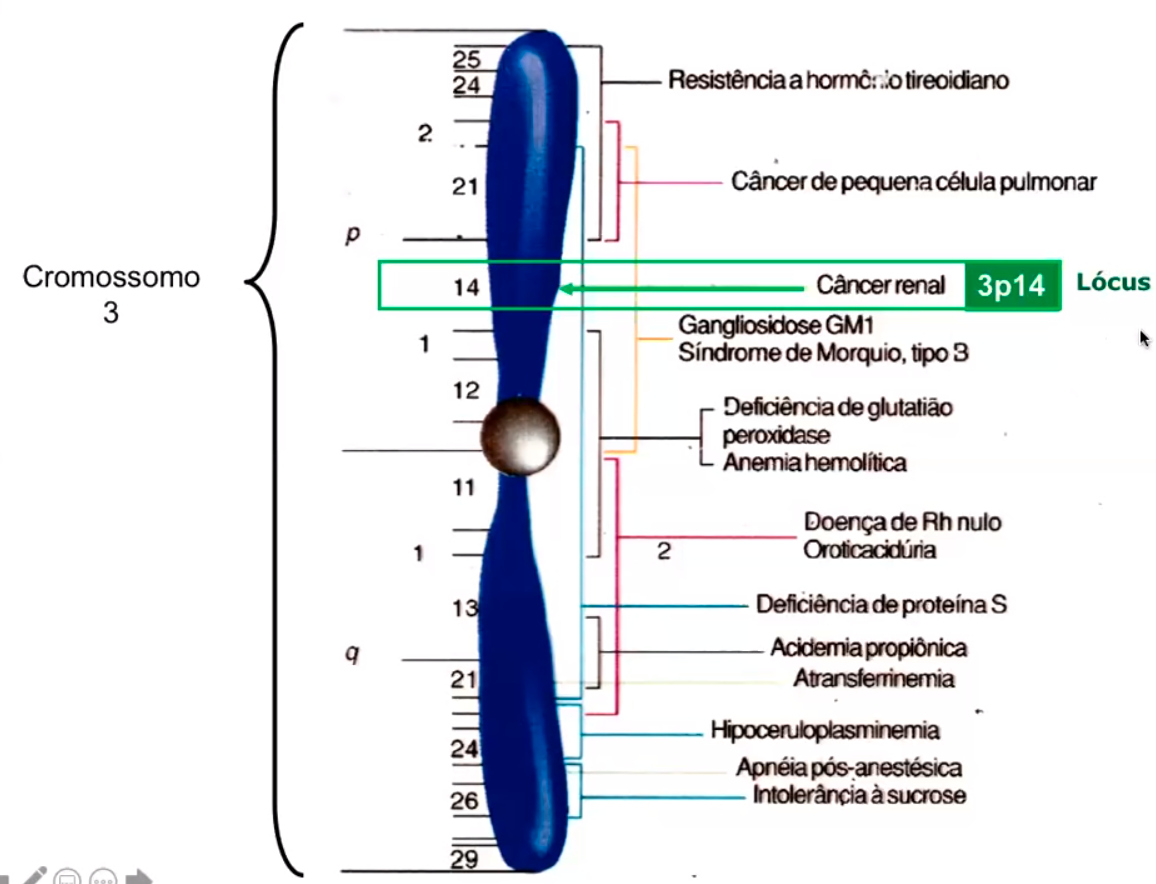 25
Resistência a hormônio tireoidiano
24
2
Câncer de pequena célula pulmonar
21
p
Cromossomo
3
14
Câncer renal
3p14
Lócus
Gangliosidose GM1
Síndrome de Morquio, tipo B
1
12
Deficiência de glutatião
peroxidase
Anemia hemolítica
11
Doença de Rh nulo
Oroticacidúria
1
2
13
Deficiência de proteína S
Acidemia propiônica
q
21
Atransferrinemia
Hipoceruloplasminemia
24
Apnéia pós-anestésica
Intolerância à sucrose
26
29